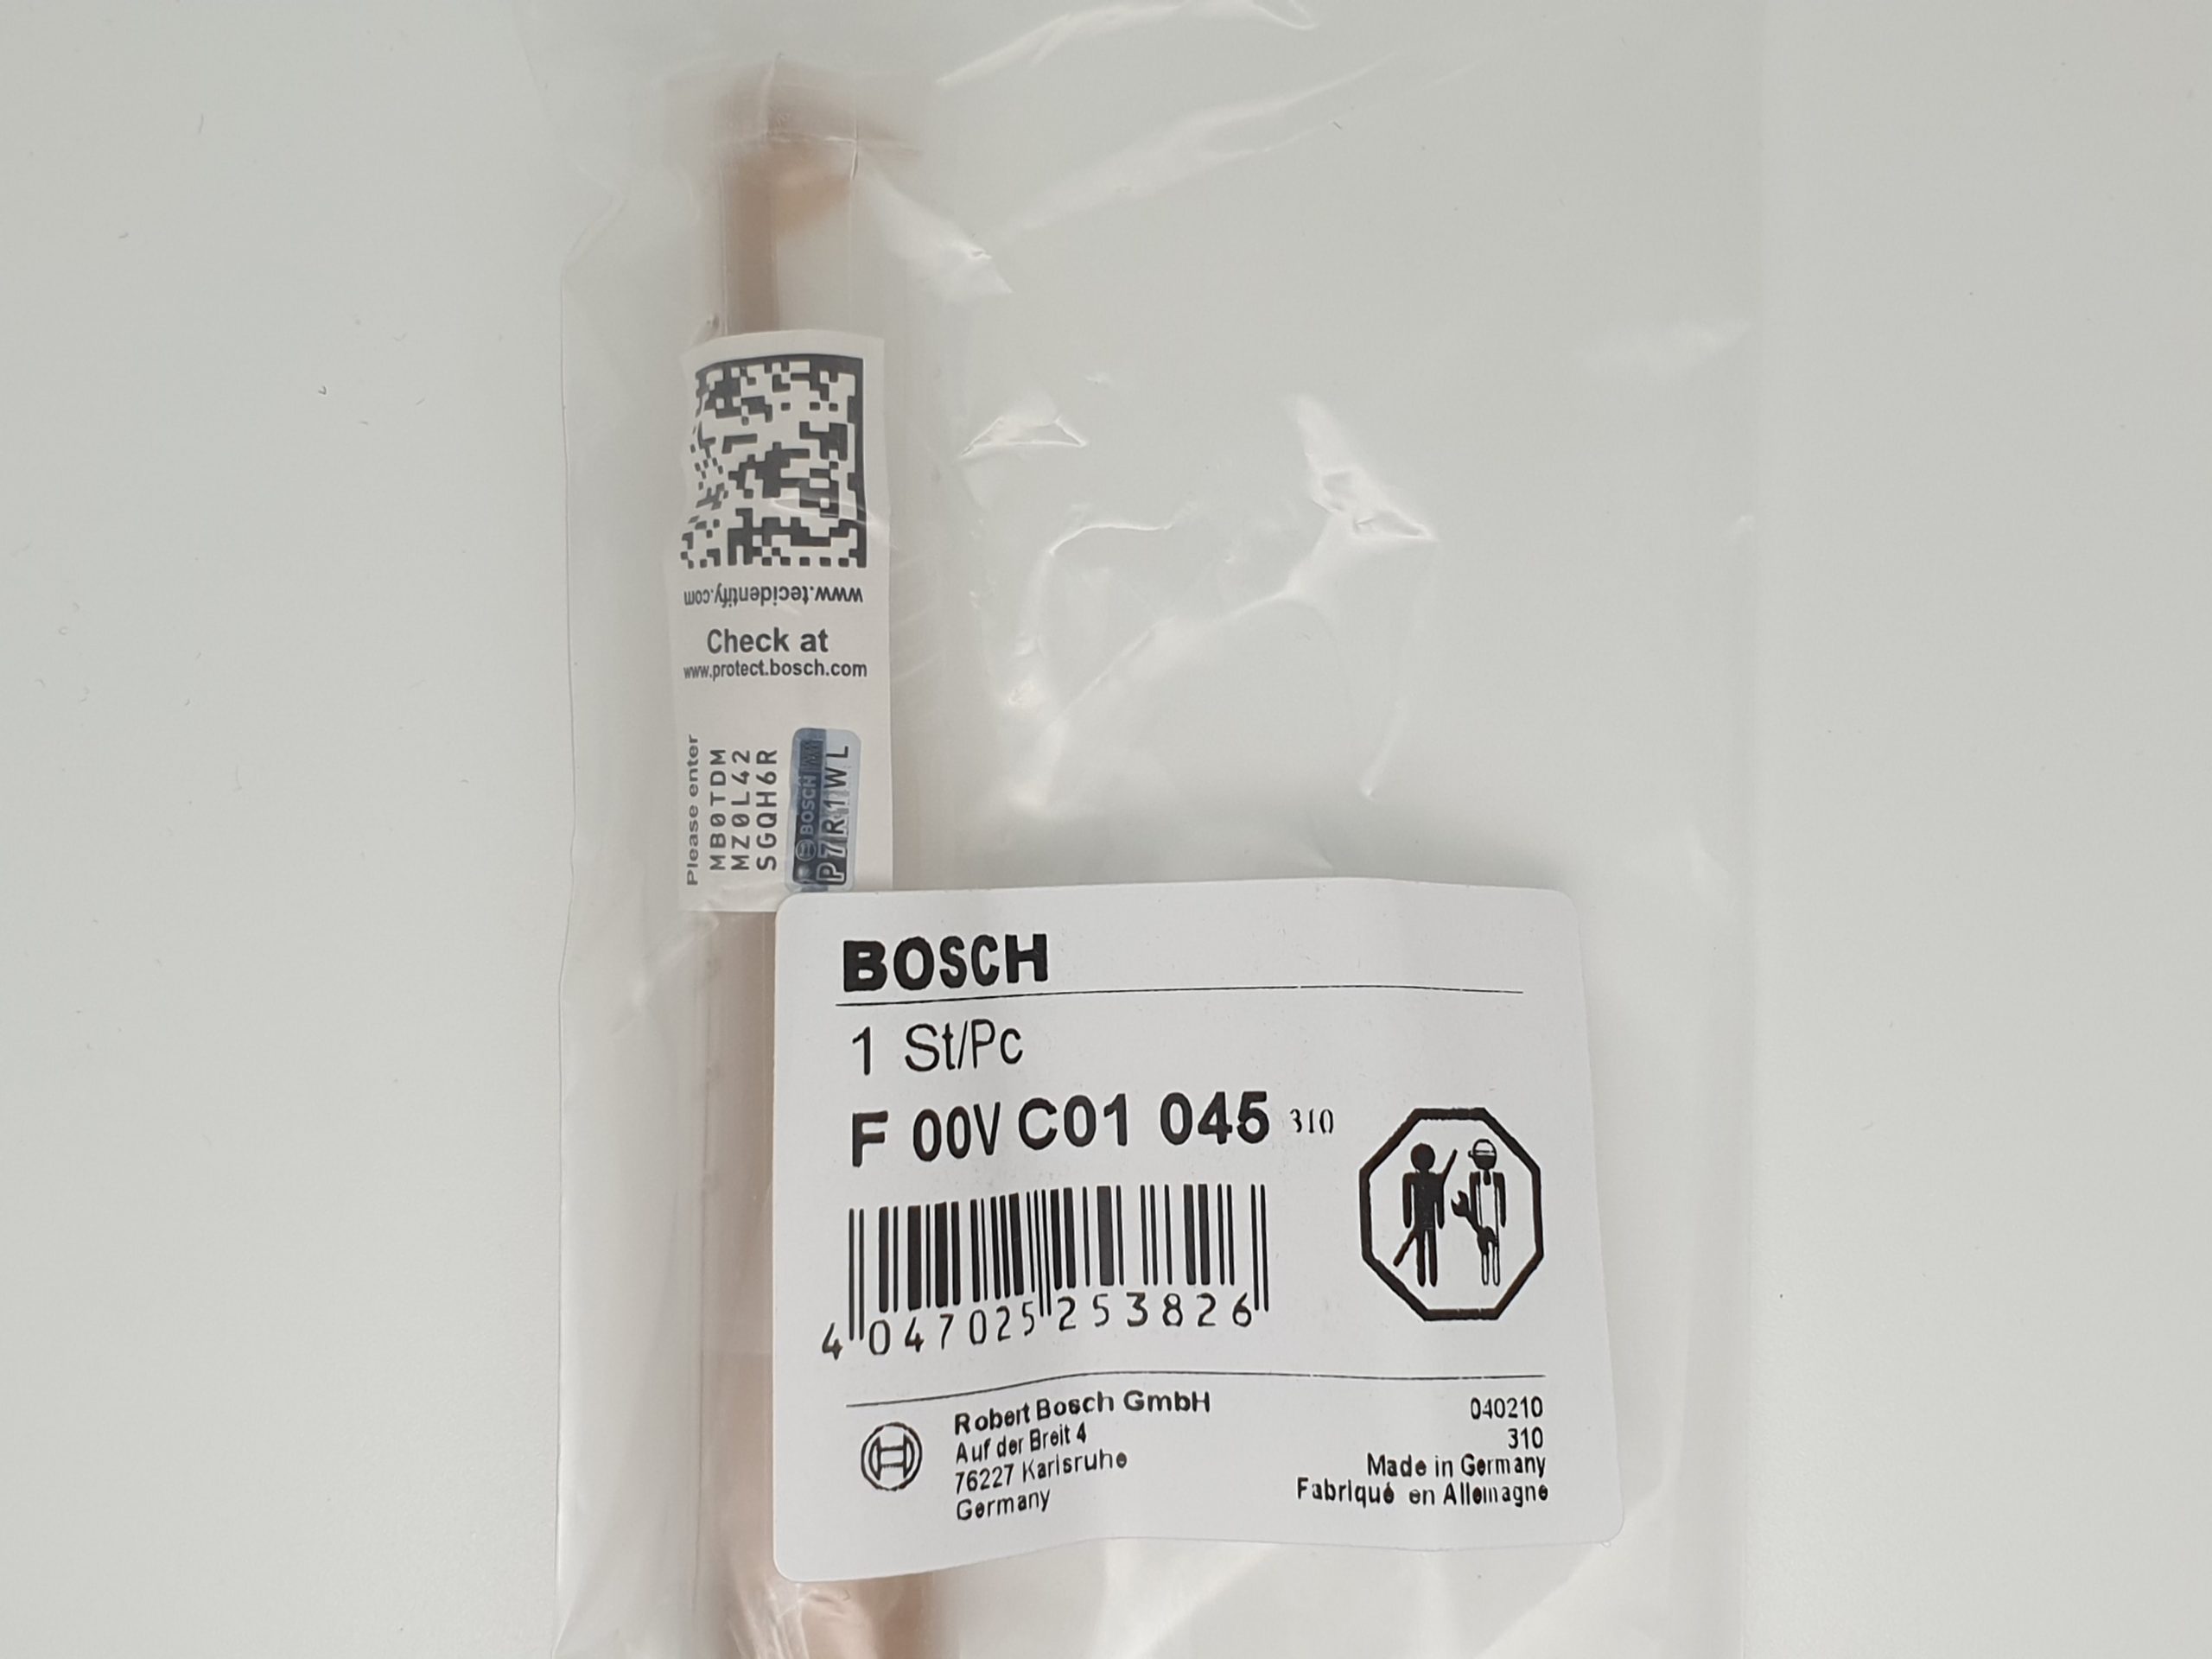 www.tecidentify.com
Check at
www.protect.bosch.com
Please enter
MB0TDM
MZ0L42
SGQH6R
BOSCH
P7R1WL
BOSCH
1 St/Pc
F 00V C01 045 310
4 047025 253826
Robert Bosch GmbH
Auf der Breit 4
76227 Karlsruhe
Germany
040210
310
Made in Germany
Fabriqué en Allemagne